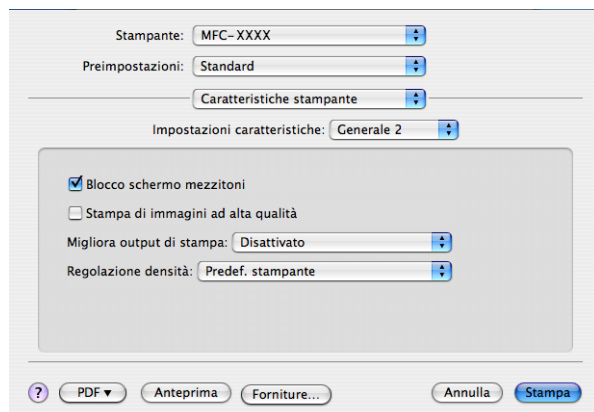 Stampante: MFC-XXXX
Preimpostazioni: Standard
Caratteristiche stampante
Impostazioni caratteristiche: Generale 2
Blocco schermo mezzitoni
Stampa di immagini ad alta qualità
Migliora output di stampa: Disattivato
Regolazione densità: Predef. stampante
? PDF ▼ Anteprima Forniture... Annulla Stampa